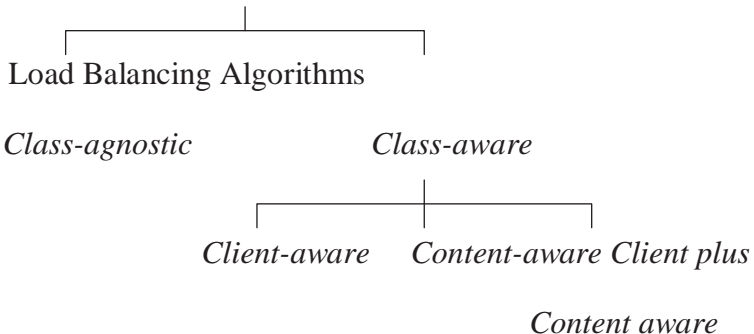 Load Balancing Algorithms
Class-agnostic Class-aware
Client-aware Content-aware Client plus
Content aware